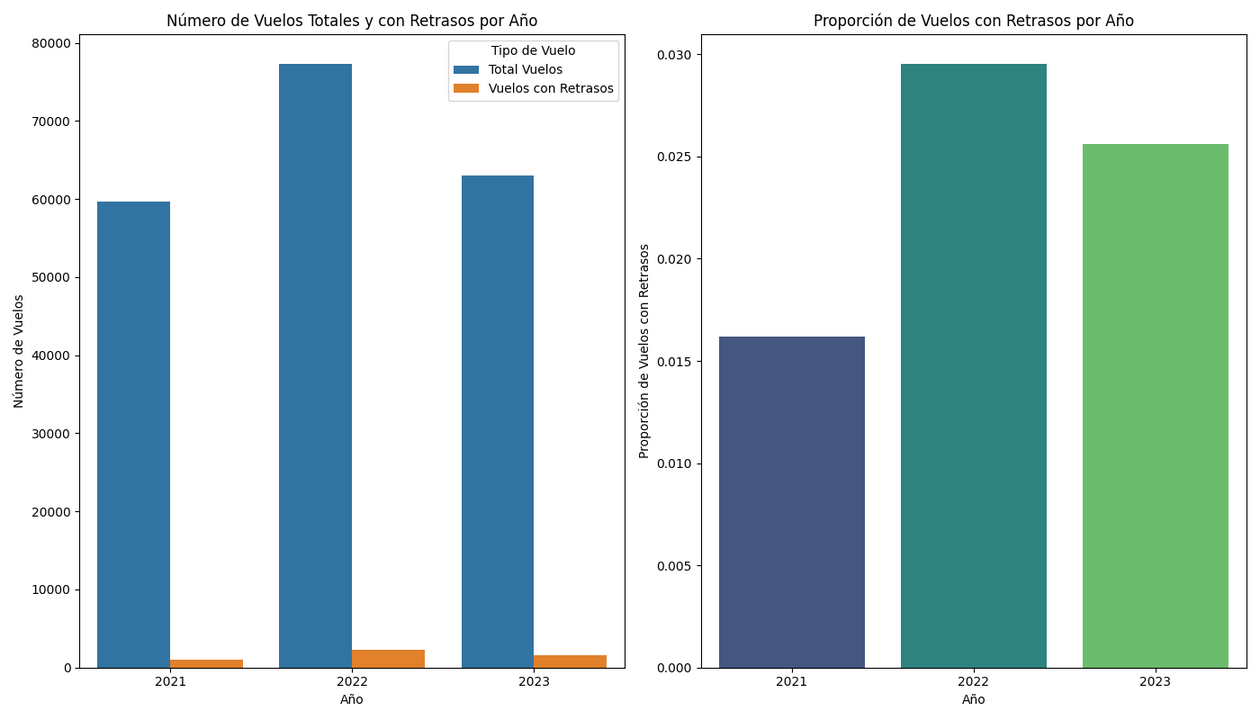 Número de Vuelos Totales y con Retrasos por Año
Número de Vuelos
80000
70000
60000
50000
40000
30000
20000
10000
0
Tipo de Vuelo
Total Vuelos
Vuelos con Retrasos
2021
2022
2023
Año
Proporción de Vuelos con Retrasos por Año
Proporción de Vuelos con Retrasos
0.030
0.025
0.020
0.015
0.010
0.005
0.000
2021
2022
2023
Año